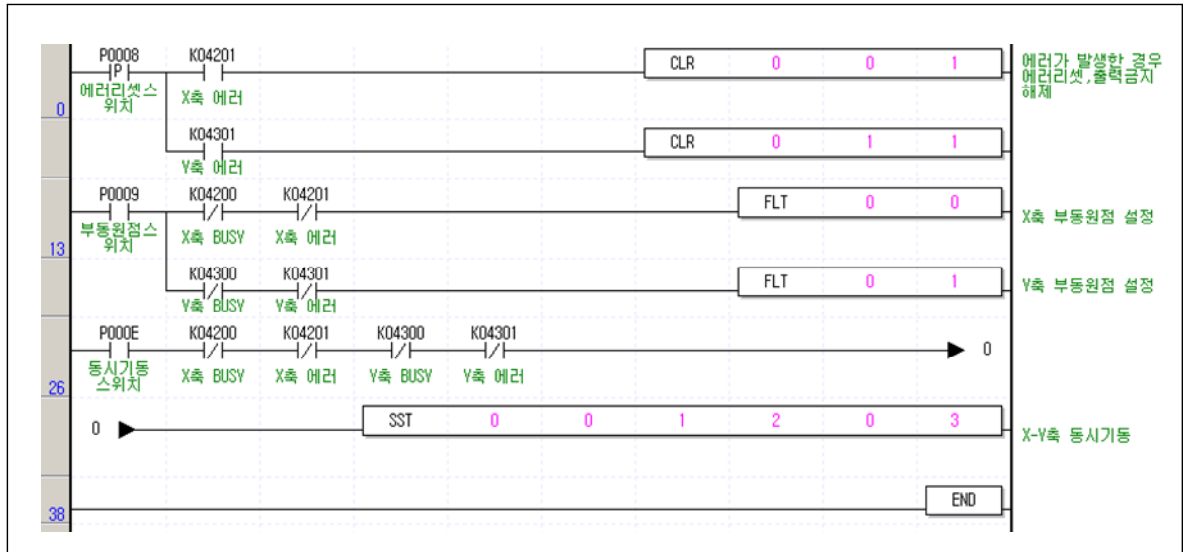 P0008 K04201
P CLR 0 0 1 에러가 발생한 경우
에러리셋,출력금지
해제
에러리셋스
위치 X축 에러
0
K04301
CLR 0 1 1
Y축 에러
P0009 K04200 K04201
FLT 0 0 X축 부동원점 설정
부동원점스
위치 X축 BUSY X축 에러
13
K04300 K04301
FLT 0 1 Y축 부동원점 설정
Y축 BUSY Y축 에러
P000E K04200 K04201 K04300 K04301
0
동시기동
스위치 X축 BUSY X축 에러 Y축 BUSY Y축 에러
26
0 SST 0 0 1 2 0 3 X-Y축 동시기동
END
38